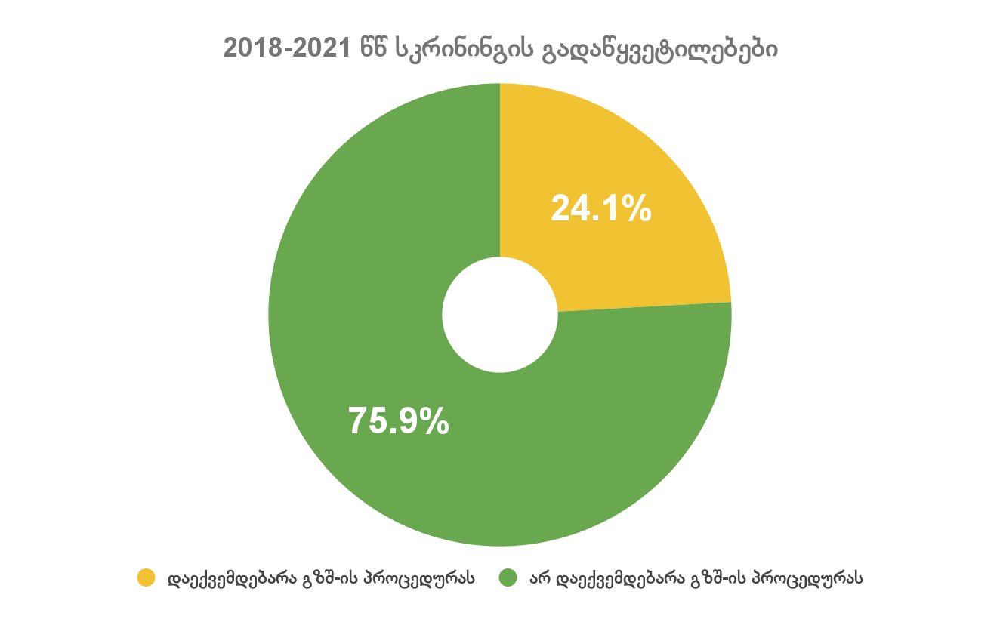 2018-2021 წწ სკრინინგის გადაწყვეტილებები
24.1%
75.9%
დაექვემდებარა გზშ-ის პროცედურას
არ დაექვემდებარა გზშ-ის პროცედურას